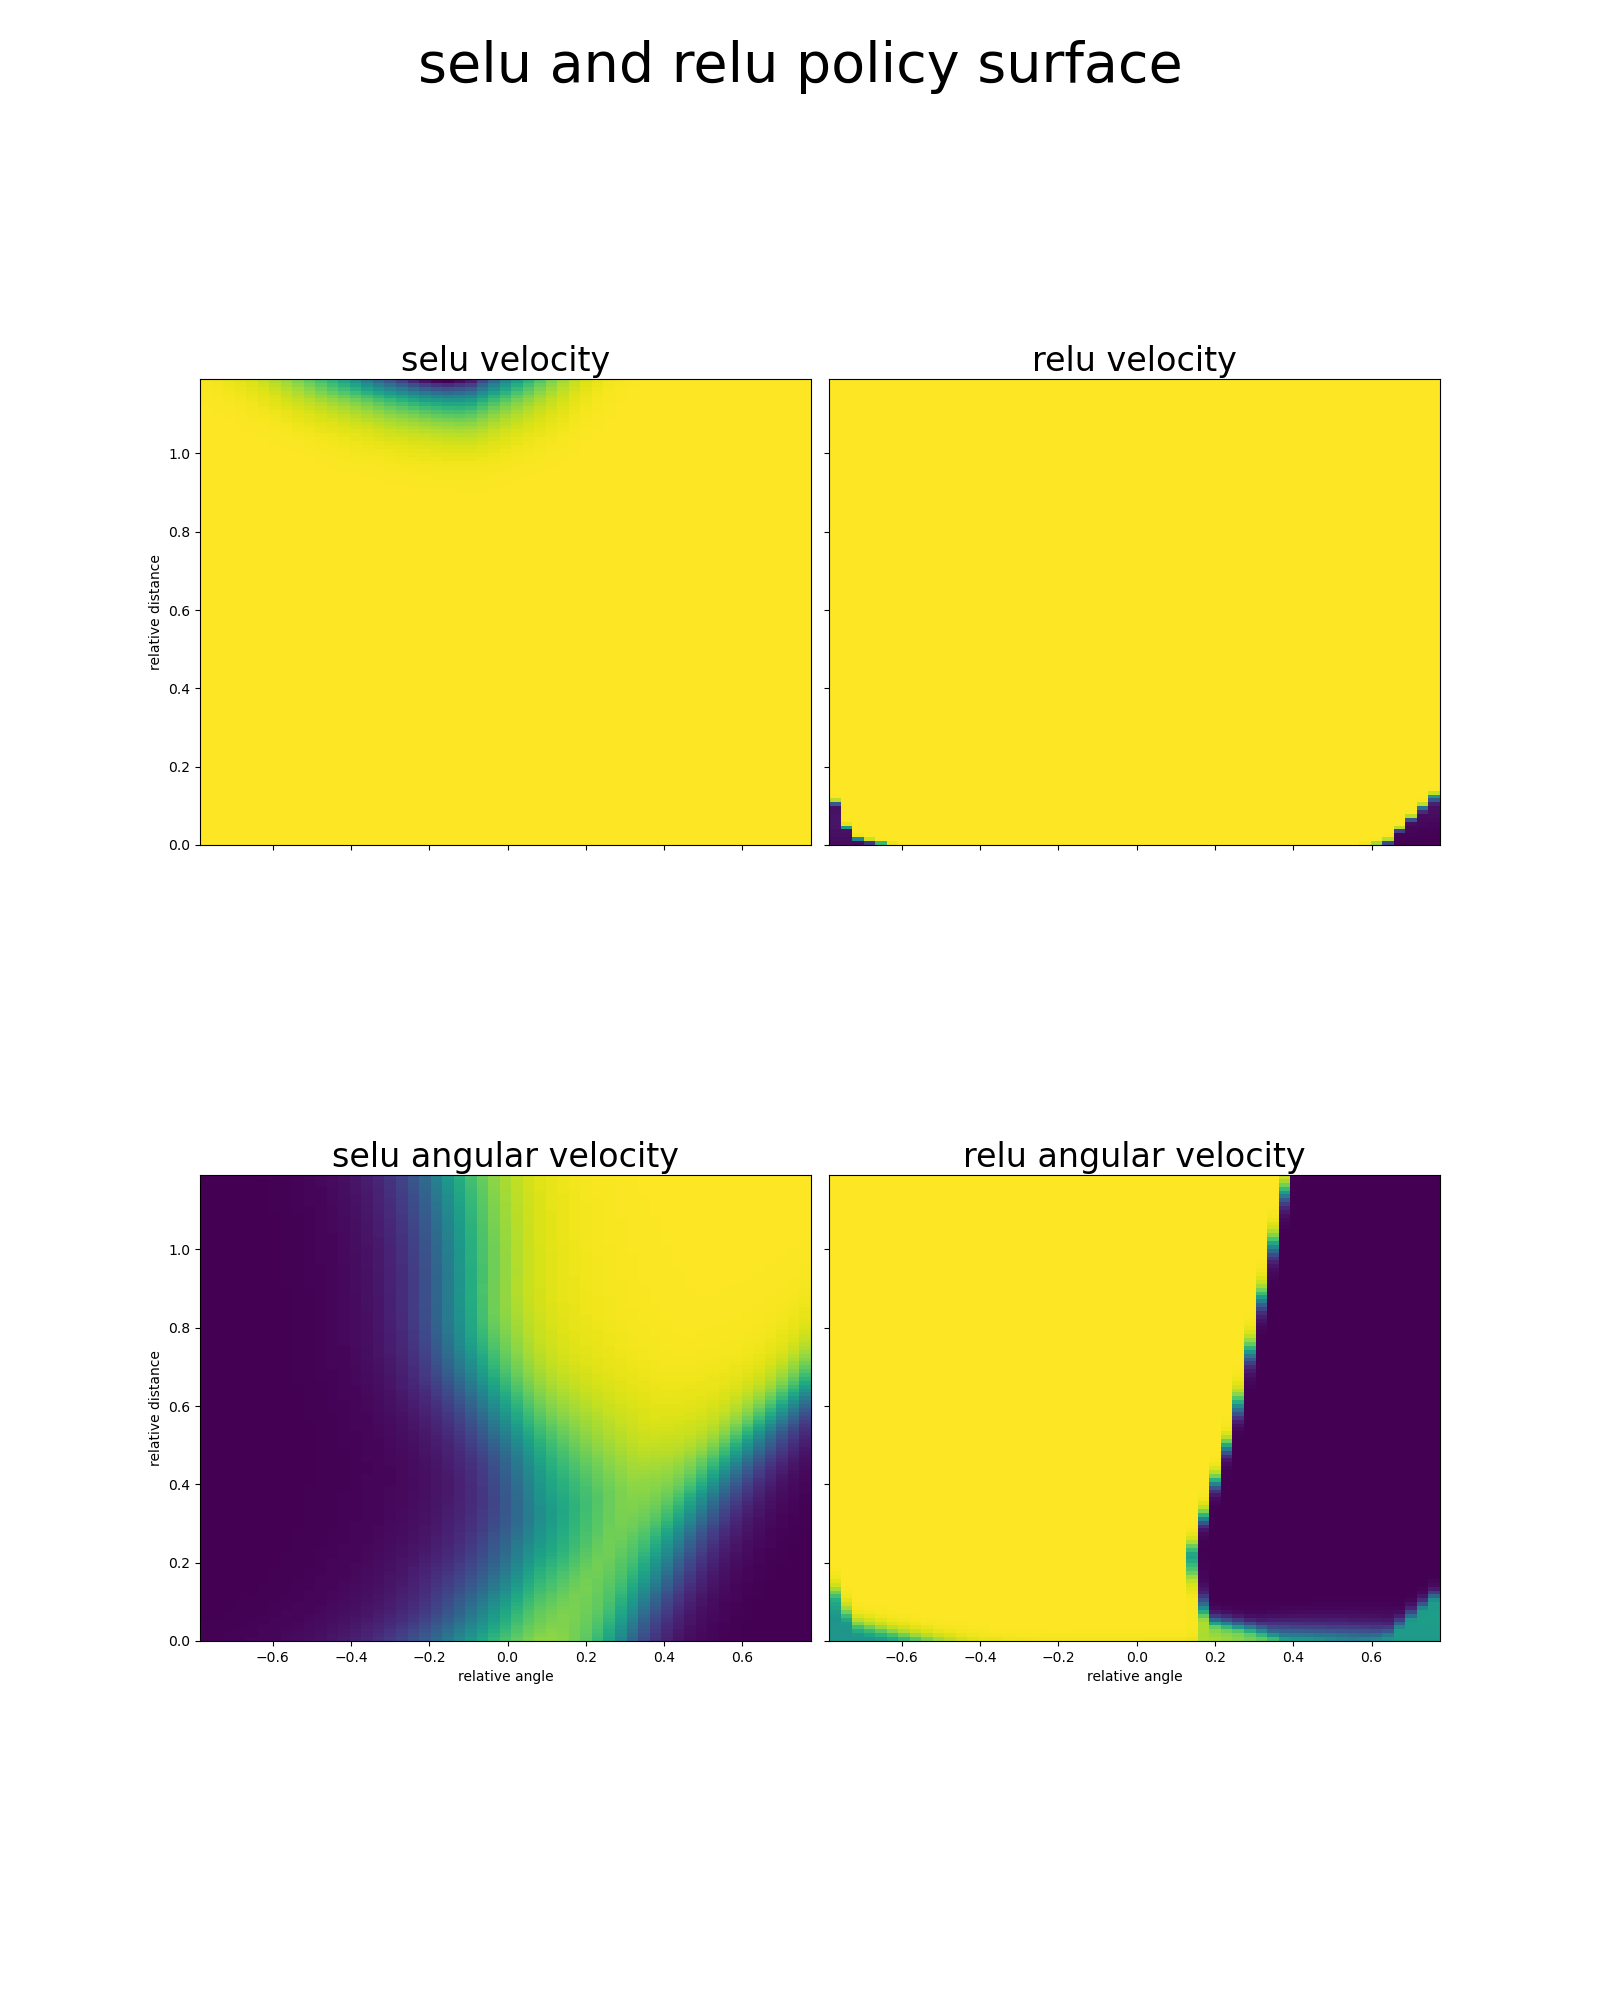 selu and relu policy surface
selu velocity
relu velocity
1.0
0.8
0.6
0.4
0.2
0.0
relative distance
selu angular velocity
relu angular velocity
1.0
0.8
0.6
0.4
0.2
0.0
relative distance
−0.6 −0.4 −0.2 0.0 0.2 0.4 0.6
relative angle
−0.6 −0.4 −0.2 0.0 0.2 0.4 0.6
relative angle